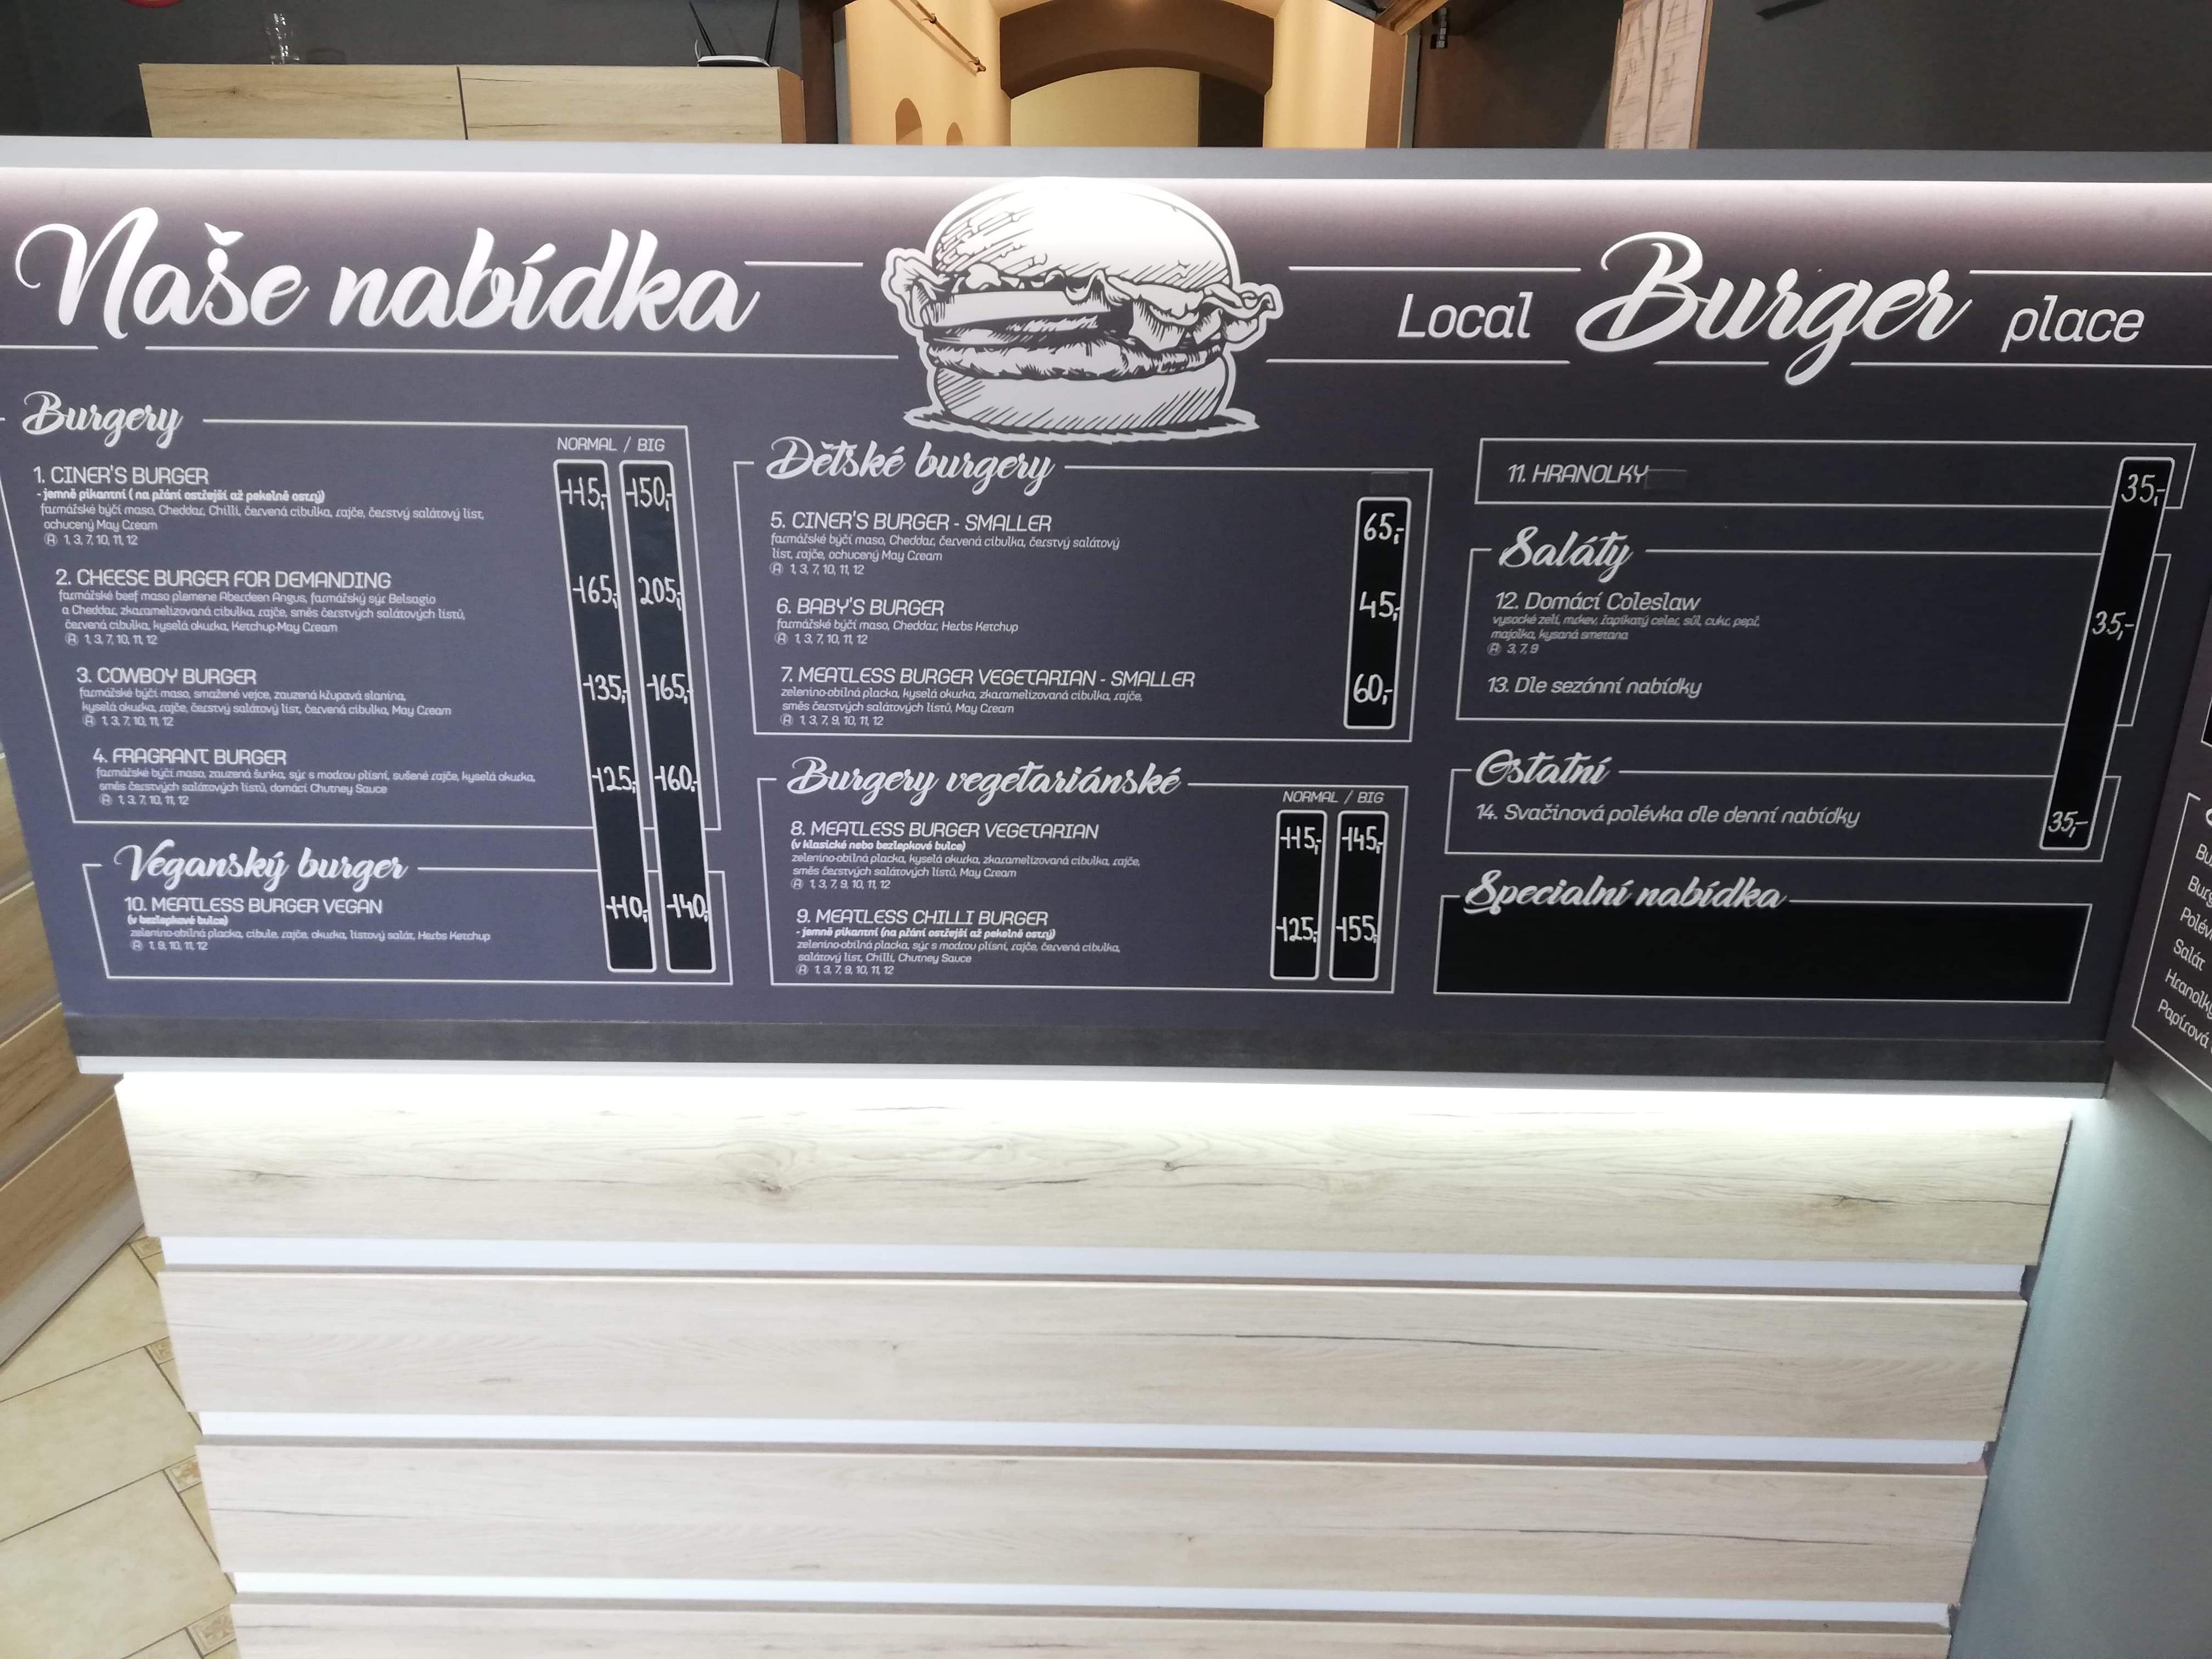 Naše nabídka
Local Burger place
Burgery
NORMAL / BIG
1. CINER'S BURGER
- jemně pikantní ( na přání ostřejší až pekelně ostrý)
farmářské býčí maso, Cheddar, Chilli, červená cibulka, rajče, čerstvý salátový list,
ochucený May Cream
A 1, 3, 7, 10, 11, 12
115,- 150,-
2. CHEESE BURGER FOR DEMANDING
farmářské beef maso plemene Aberdeen Angus, farmářský sýr Belsagio
a Cheddar, zkaramelizovaná cibulka, rajče, směs čerstvých salátových listů,
červená cibulka, kyselá okurka, Ketchup-May Cream
A 1, 3, 7, 10, 11, 12
165,- 205,-
3. COWBOY BURGER
farmářské býčí maso, smažené vejce, zauzená křupavá slanina,
kyselá okurka, rajče, čerstvý salátový list, červená cibulka, May Cream
A 1, 3, 7, 10, 11, 12
135,- 165,-
4. FRAGRANT BURGER
farmářské býčí maso, zauzená šunka, sýr s modrou plísní, sušené rajče, kyselá okurka,
směs čerstvých salátových listů, domácí Chutney Sauce
A 1, 3, 7, 10, 11, 12
125,- 160,-
Veganský burger
10. MEATLESS BURGER VEGAN
(v bezlepkové bulce)
zelenino-obilná placka, cibule, rajče, okurka, listový salát, Herbs Ketchup
A 1, 9, 10, 11, 12
110,- 140,-
Dětské burgery
5. CINER'S BURGER - SMALLER
farmářské býčí maso, Cheddar, červená cibulka, čerstvý salátový
list, rajče, ochucený May Cream
A 1, 3, 7, 10, 11, 12
65,-
6. BABY'S BURGER
farmářské býčí maso, Cheddar, Herbs Ketchup
A 1, 3, 7, 10, 11, 12
45,-
7. MEATLESS BURGER VEGETARIAN - SMALLER
zelenino-obilná placka, kyselá okurka, zkaramelizovaná cibulka, rajče,
směs čerstvých salátových listů, May Cream
A 1, 3, 7, 9, 10, 11, 12
60,-
Burgery vegetariánské
NORMAL / BIG
8. MEATLESS BURGER VEGETARIAN
(v klasické nebo bezlepkové bulce)
zelenino-obilná placka, kyselá okurka, zkaramelizovaná cibulka, rajče,
směs čerstvých salátových listů, May Cream
A 1, 3, 7, 9, 10, 11, 12
115,- 145,-
9. MEATLESS CHILLI BURGER
- jemně pikantní (na přání ostřejší až pekelně ostrý)
zelenino-obilná placka, sýr s modrou plísní, rajče, červená cibulka,
salátový list, Chilli, Chutney Sauce
A 1, 3, 7, 9, 10, 11, 12
125,- 155,-
11. HRANOLKY
35,-
Saláty
12. Domácí Coleslaw
vysocké zelí, mrkev, řapíkatý celer, sůl, cukr, pepř,
majolka, kysaná smetana
A 3, 7, 9
35,-
13. Dle sezónní nabídky
Ostatní
14. Svačinová polévka dle denní nabídky
35,-
Specialní nabídka
Salát